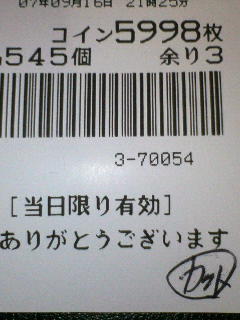 07年09月16日 21時25分
コイン5998枚
545個 余り3
3-70054
[当日限り有効]
ありがとうございます